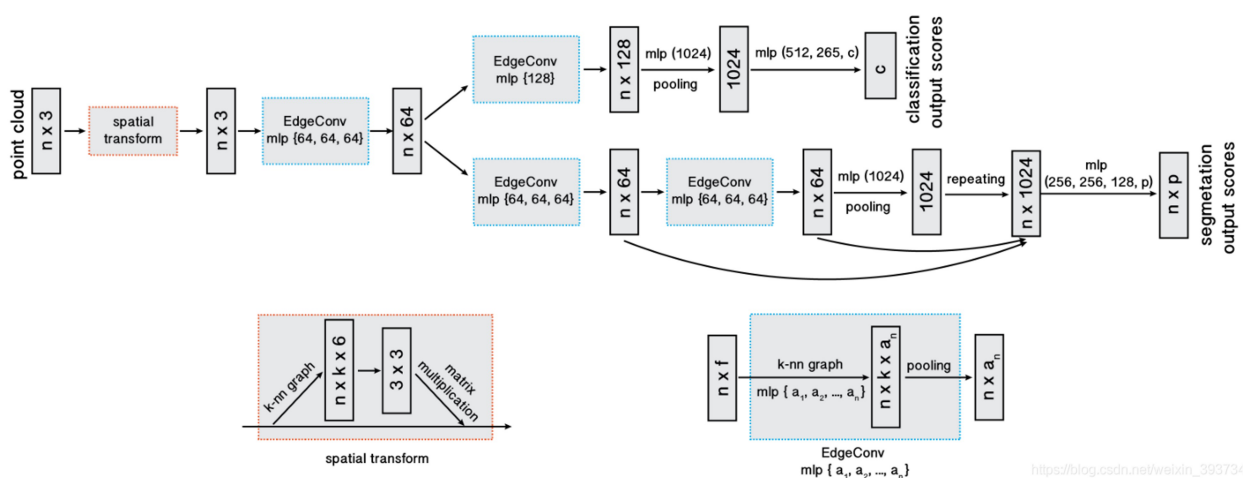 point cloud
n x 3
spatial
transform
n x 3
EdgeConv
mlp {64, 64, 64}
n x 64
EdgeConv
mlp {128}
n x 128
mlp (1024)
pooling
1024
mlp (512, 265, c)
c
classification
output scores
EdgeConv
mlp {64, 64, 64}
n x 64
EdgeConv
mlp {64, 64, 64}
n x 64
mlp (1024)
pooling
1024
repeating
n x 1024
mlp
(256, 256, 128, p)
n x p
segmetation
output scores
k-nn graph
n x k x 6
3 x 3
matrix
multiplication
spatial transform
n x f
k-nn graph
mlp { a₁, a₂, ..., aₙ}
n x k x aₙ
pooling
n x aₙ
EdgeConv
mlp { a₁, a₂, ..., aₙ}
https://blog.csdn.net/weixin_393734